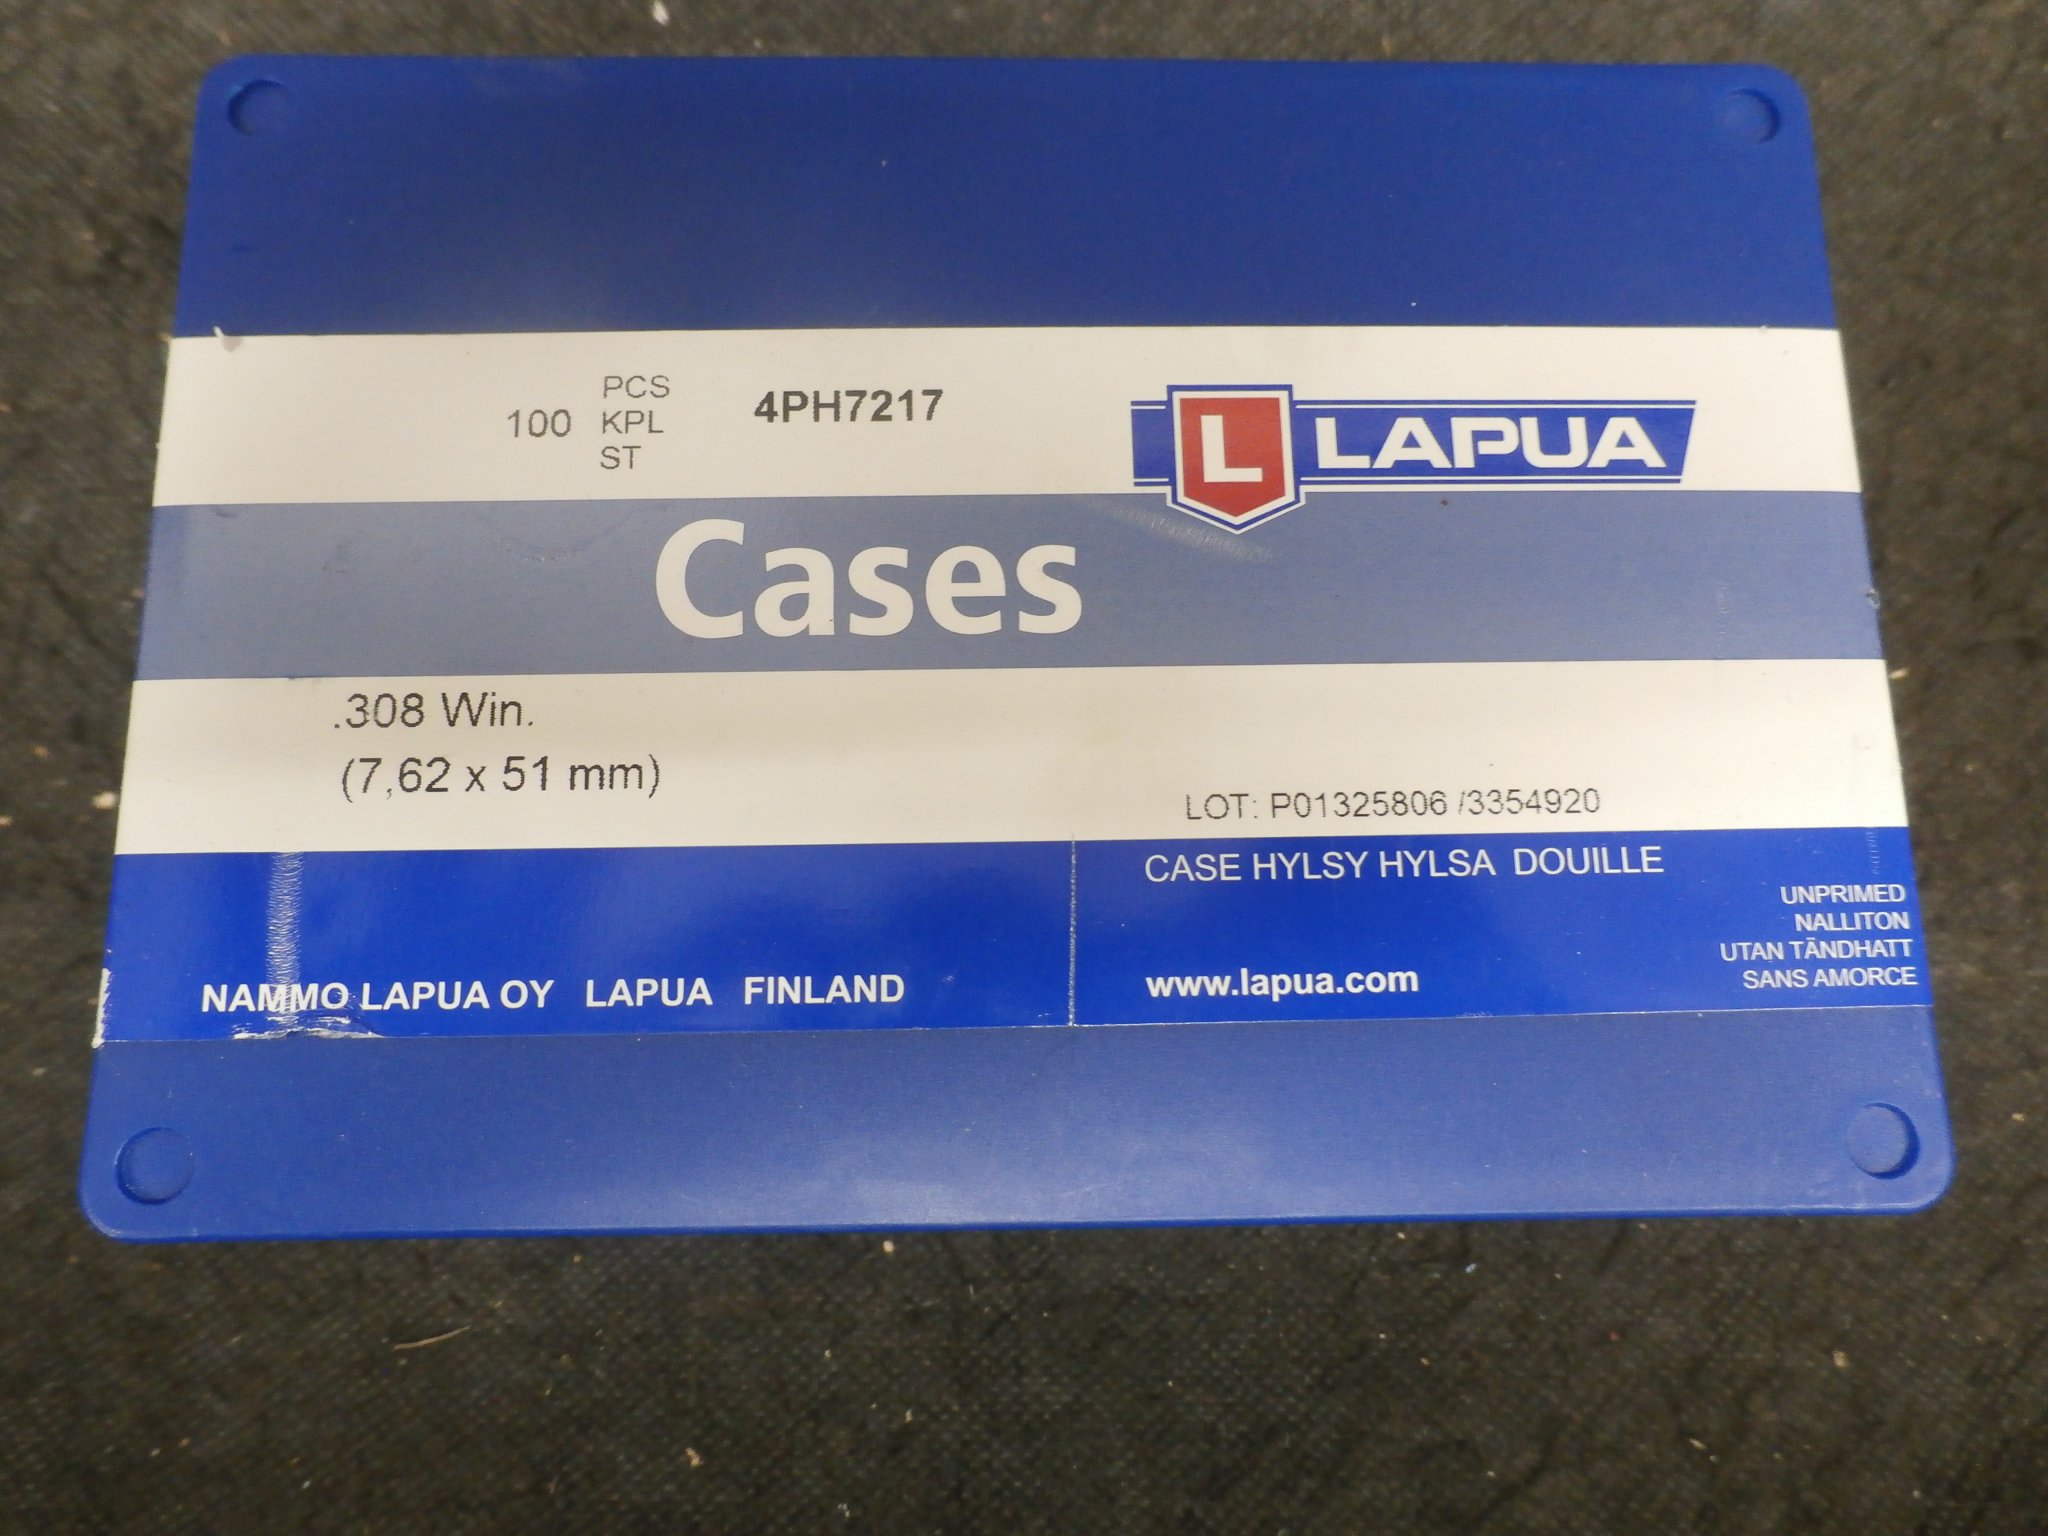 PCS
100 KPL 4PH7217
ST
L LAPUA
Cases
.308 Win.
(7,62 x 51 mm)
LOT: P01325806 /3354920
CASE HYLSY HYLSA DOUILLE
UNPRIMED
NALLITON
UTAN TÄNDHATT
SANS AMORCE
NAMMO LAPUA OY LAPUA FINLAND
www.lapua.com